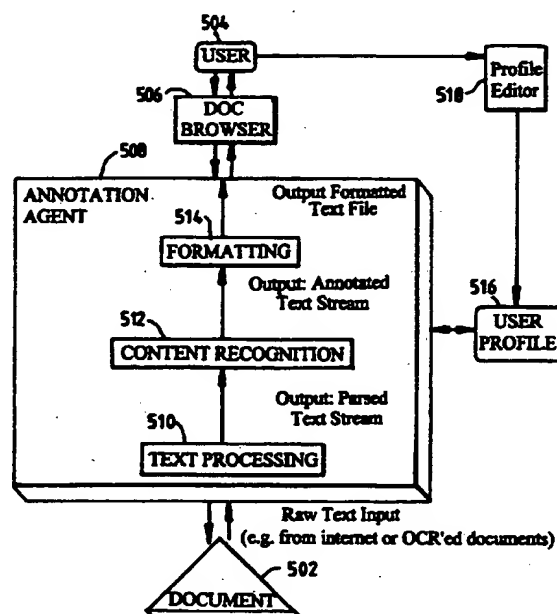 504
USER
506
DOC
BROWSER
518
Profile
Editor
508
ANNOTATION
AGENT
Output Formatted
Text File
514
FORMATTING
Output: Annotated
Text Stream
512
CONTENT RECOGNITION
516
USER
PROFILE
Output: Parsed
Text Stream
510
TEXT PROCESSING
Raw Text Input
(e.g. from internet or OCR'ed documents)
502
DOCUMENT